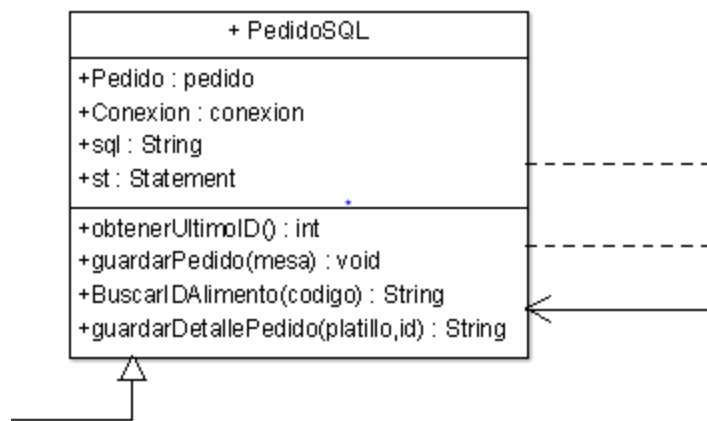 + PedidoSQL
+Pedido : pedido
+Conexion : conexion
+sql : String
+st : Statement
+obtenerUltimoID() : int
+guardarPedido(mesa) : void
+BuscarIDAlimento(codigo) : String
+guardarDetallePedido(platillo,id) : String